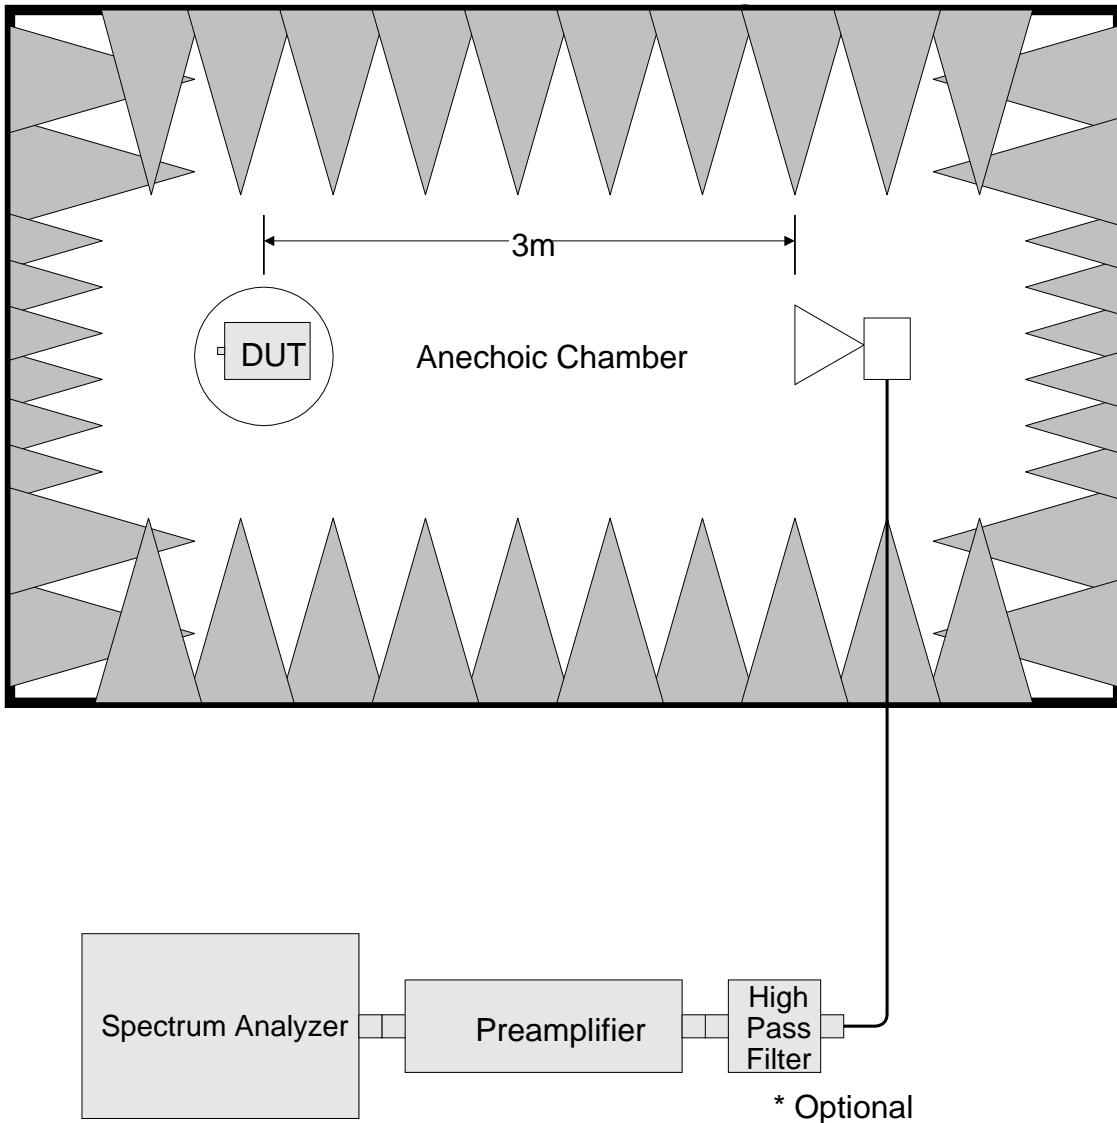 3m
DUT
Anechoic Chamber
Spectrum Analyzer
Preamplifier
High
Pass
Filter
* Optional